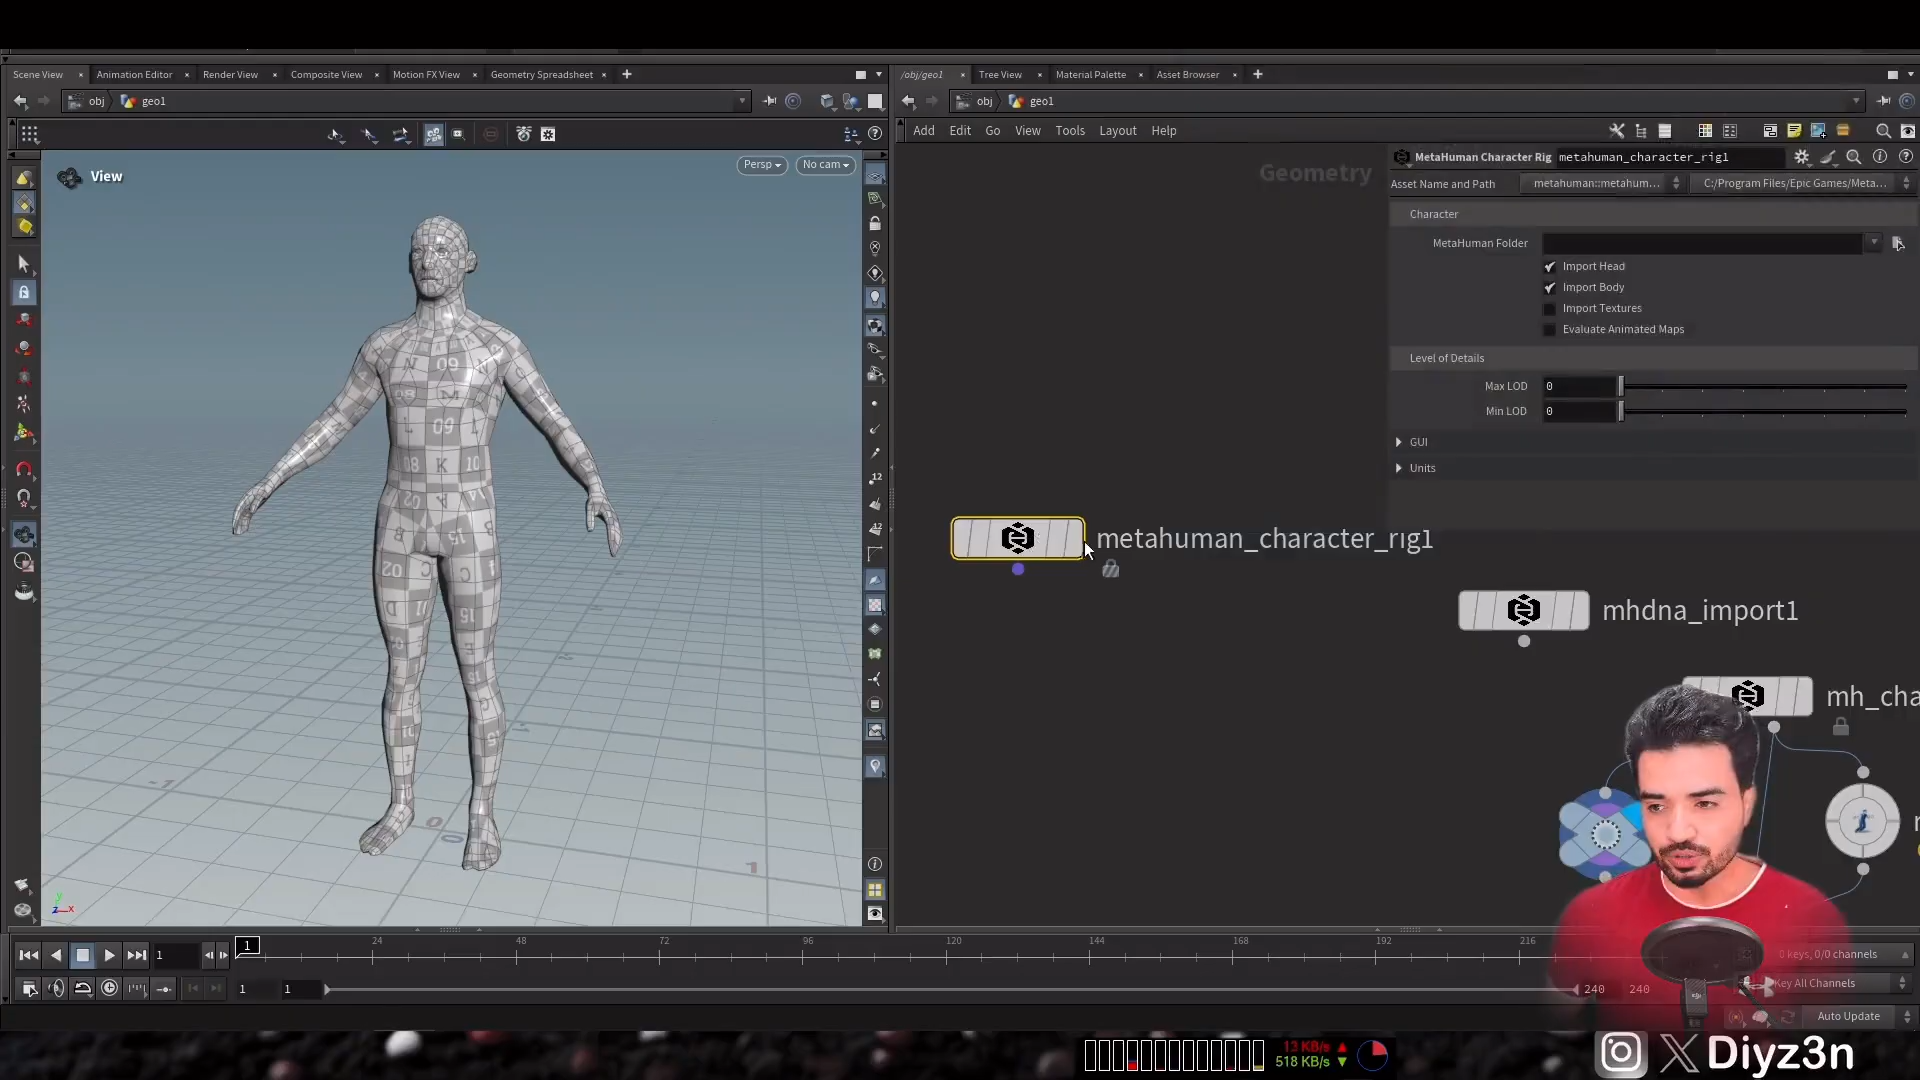 Scene View
Animation Editor
Render View
Composite View
Motion FX View
Geometry Spreadsheet
/obj/geo1
Tree View
Material Palette
Asset Browser
obj
geo1
obj
geo1
Add
Edit
Go
View
Tools
Layout
Help
View
Persp
No cam
Geometry
MetaHuman Character Rig
metahuman_character_rig1
Asset Name and Path
metahuman::metahum...
C:/Program Files/Epic Games/Meta...
Character
MetaHuman Folder
Import Head
Import Body
Import Textures
Evaluate Animated Maps
Level of Details
Max LOD
0
Min LOD
0
GUI
Units
metahuman_character_rig1
mhdna_import1
mh_cha
1
1
24
48
72
96
120
144
168
192
216
0 keys, 0/0 channels
1
1
240
240
Key All Channels
Auto Update
13 KB/s
518 KB/s
Diyz3n